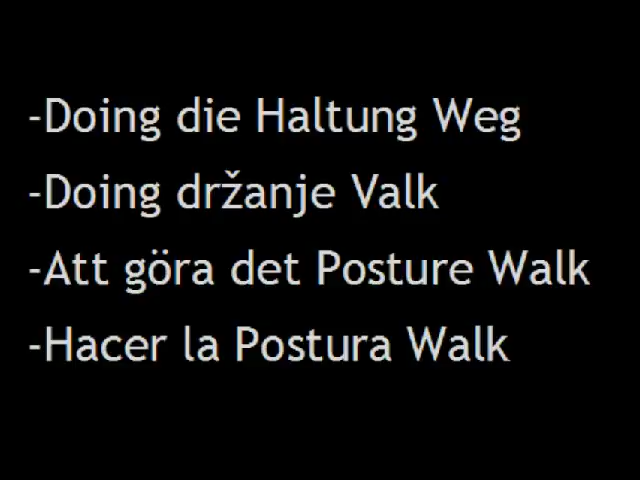 -Doing die Haltung Weg
-Doing držanje Valk
-Att göra det Posture Walk
-Hacer la Postura Walk